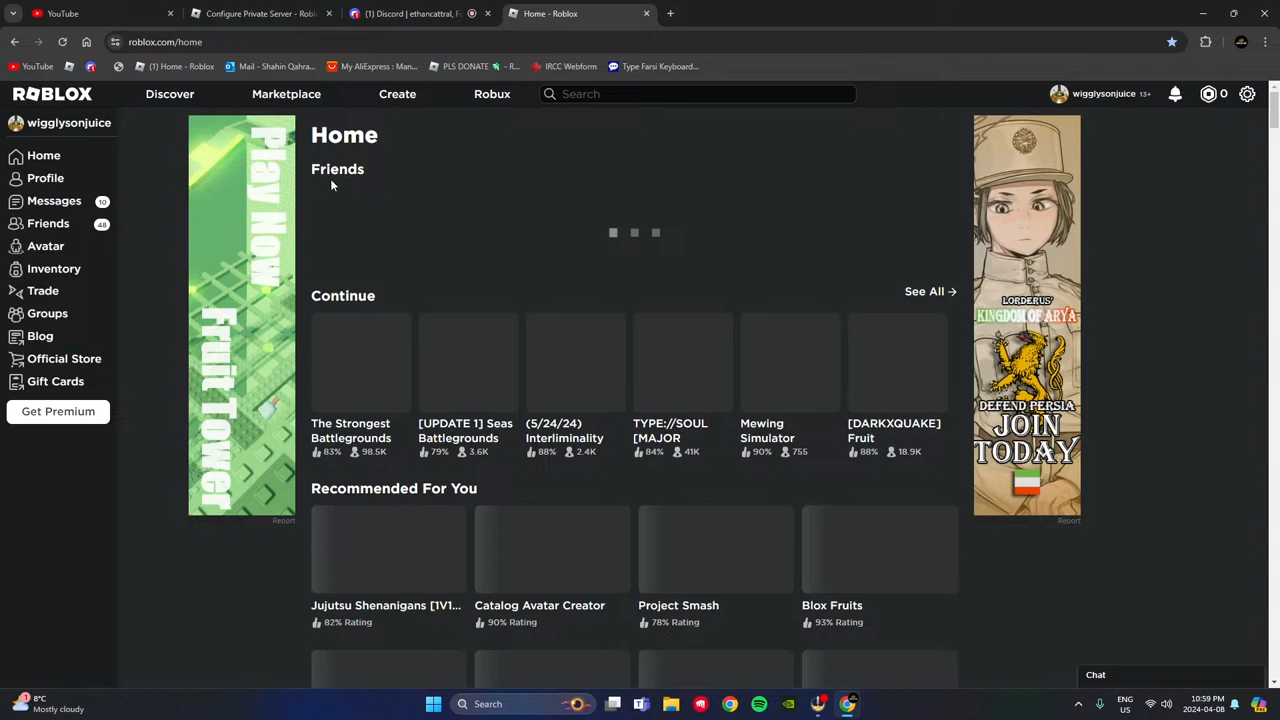 YouTube
Configure Private Server - Robl
(1) Discord | ethancattral, F
Home - Roblox
roblox.com/home
YouTube
(1) Home - Roblox
Mail - Shahin Qahra...
My AliExpress : Man...
PLS DONATE - R...
IRCC Webform
Type Farsi Keyboard...
ROBLOX
Discover
Marketplace
Create
Robux
Search
wigglysonjuice 13+
0
wigglysonjuice
Home
Profile
Messages 10
Friends 48
Avatar
Inventory
Trade
Groups
Blog
Official Store
Gift Cards
Get Premium
Play Now
Fruit Tower
Report
Home
Friends
Continue
See All →
The Strongest
Battlegrounds
83% 98.5K
[UPDATE 1] Seas
Battlegrounds
79% 3.6K
(5/24/24)
Interliminality
88% 2.4K
TYPE://SOUL
[MAJOR
84% 41K
Mewing
Simulator
90% 755
[DARKXQUAKE]
Fruit
88% 18.9K
Recommended For You
Jujutsu Shenanigans [1V1...
82% Rating
Catalog Avatar Creator
90% Rating
Project Smash
78% Rating
Blox Fruits
93% Rating
LORDERUS'
KINGDOM OF ARYA
DEFEND PERSIA
JOIN
TODAY
Report
Chat
1
8°C
Mostly cloudy
Search
ENG
US
10:59 PM
2024-04-08